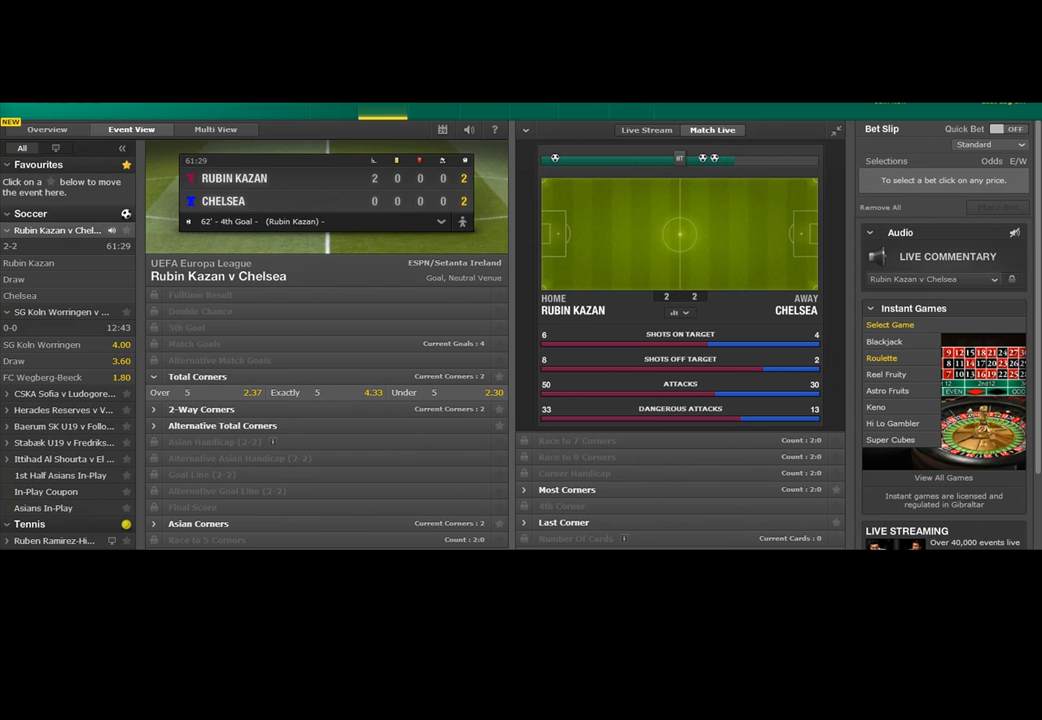 NEW
Overview
Event View
Multi View
?
All
Favourites
Click on a below to move
the event here.
Soccer
Rubin Kazan v Chel...
2-2 61:29
Rubin Kazan
Draw
Chelsea
SG Koln Worringen v ...
0-0 12:43
SG Koln Worringen 4.00
Draw 3.60
FC Wegberg-Beeck 1.80
CSKA Sofia v Ludogore...
Heracles Reserves v V...
Baerum SK U19 v Follo...
Stabæk U19 v Fredriks...
Ittihad Al Shourta v El ...
1st Half Asians In-Play
In-Play Coupon
Asians In-Play
Tennis
Ruben Ramirez-Hi...
61:29
RUBIN KAZAN 2 0 0 0 2
CHELSEA 0 0 0 0 2
62' - 4th Goal - (Rubin Kazan) -
UEFA Europa League ESPN/Setanta Ireland
Rubin Kazan v Chelsea Goal, Neutral Venue
Fulltime Result
Double Chance
5th Goal
Match Goals Current Goals : 4
Alternative Match Goals
Total Corners Current Corners : 2
Over 5 2.37 Exactly 5 4.33 Under 5 2.30
2-Way Corners Current Corners : 2
Alternative Total Corners
Asian Handicap (2-2) i
Alternative Asian Handicap (2-2)
Goal Line (2-2)
Alternative Goal Line (2-2)
Final Score
Asian Corners Current Corners : 2
Race to 5 Corners Count : 2:0
Live Stream
Match Live
HT
2 2
HOME AWAY
RUBIN KAZAN CHELSEA
6 SHOTS ON TARGET 4
8 SHOTS OFF TARGET 2
50 ATTACKS 30
33 DANGEROUS ATTACKS 13
Race to 7 Corners Count : 2:0
Race to 9 Corners Count : 2:0
Corner Handicap Count : 2:0
Most Corners Count : 2:0
4th Corner
Last Corner
Number Of Cards i Current Cards : 0
Bet Slip Quick Bet OFF
Standard
Selections Odds E/W
To select a bet click on any price.
Remove All Place Bet
Audio
LIVE COMMENTARY
Rubin Kazan v Chelsea
Instant Games
Select Game
Blackjack
Roulette
Reel Fruity
Astro Fruits
Keno
Hi Lo Gambler
Super Cubes
View All Games
Instant games are licensed and
regulated in Gibraltar
LIVE STREAMING
Over 40,000 events live